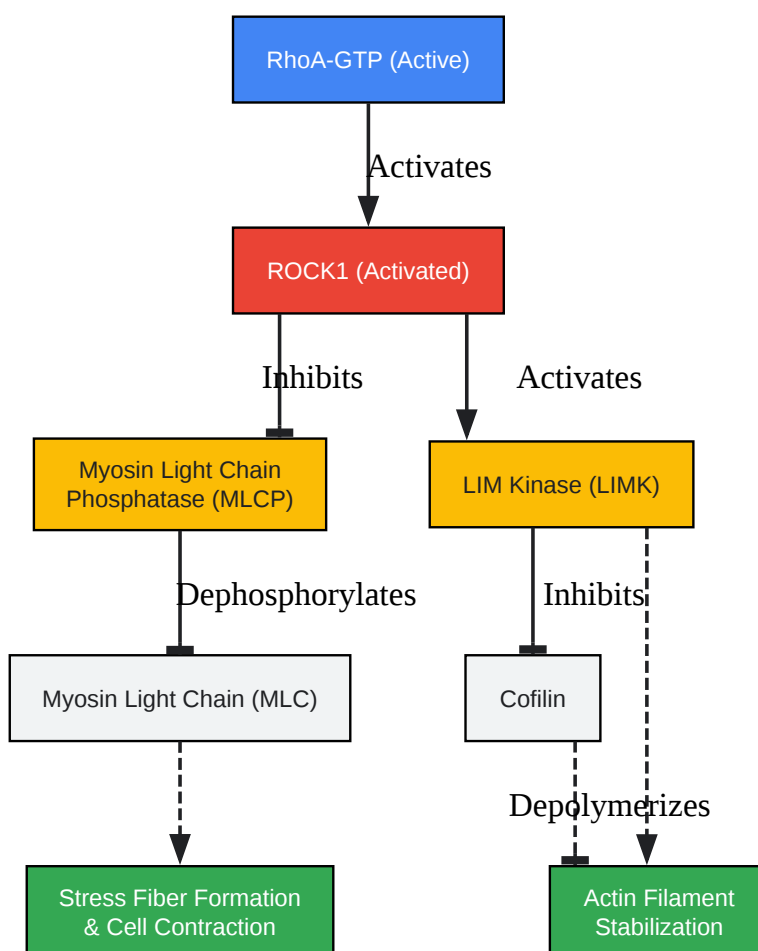 RhoA-GTP (Active)
Activates
ROCK1 (Activated)
Inhibits
Activates
Myosin Light Chain
Phosphatase (MLCP)
LIM Kinase (LIMK)
Dephosphorylates
Inhibits
Myosin Light Chain (MLC)
Cofilin
Depolymerizes
Stress Fiber Formation
& Cell Contraction
Actin Filament
Stabilization